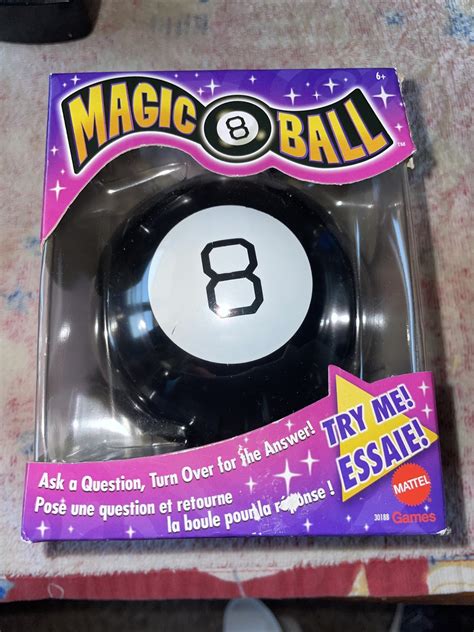 6+
MAGIC 8 BALL™
8
Ask a Question, Turn Over for the Answer!
Pose une question et retourne
la boule pour la réponse !
TRY ME!
ESSAIE!
MATTEL
30188 Games